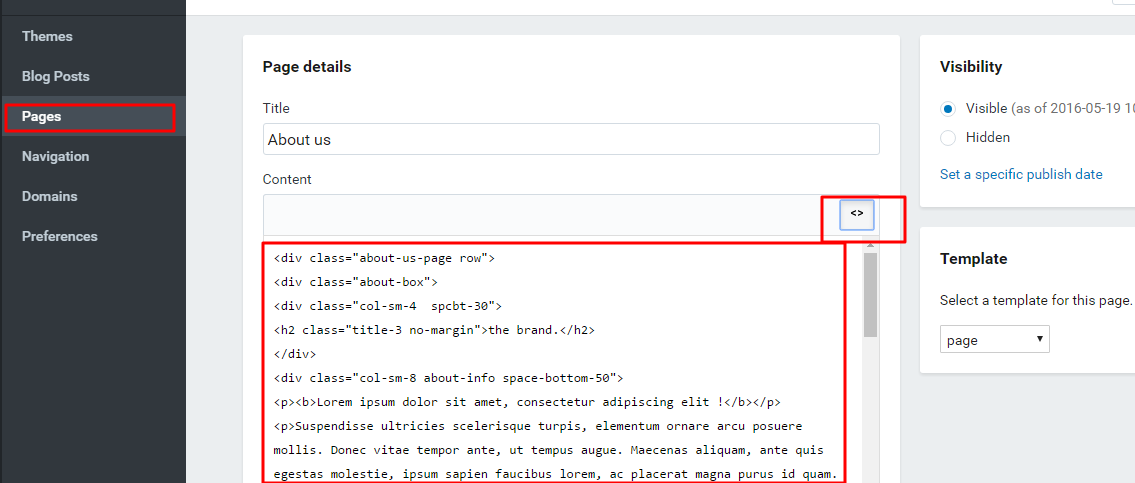 Themes
Blog Posts
Pages
Navigation
Domains
Preferences
Page details
Title
About us
Content
<>
<div class="about-us-page row">
<div class="about-box">
<div class="col-sm-4  spcbt-30">
<h2 class="title-3 no-margin">the brand.</h2>
</div>
<div class="col-sm-8 about-info space-bottom-50">
<p><b>Lorem ipsum dolor sit amet, consectetur adipiscing elit !</b></p>
<p>Suspendisse ultricies scelerisque turpis, elementum ornare arcu posuere
mollis. Donec vitae tempor ante, ut tempus augue. Maecenas aliquam, ante quis
egestas molestie, ipsum sapien faucibus lorem, ac placerat magna purus id quam.
Visibility
Visible (as of 2016-05-19 10
Hidden
Set a specific publish date
Template
Select a template for this page.
page